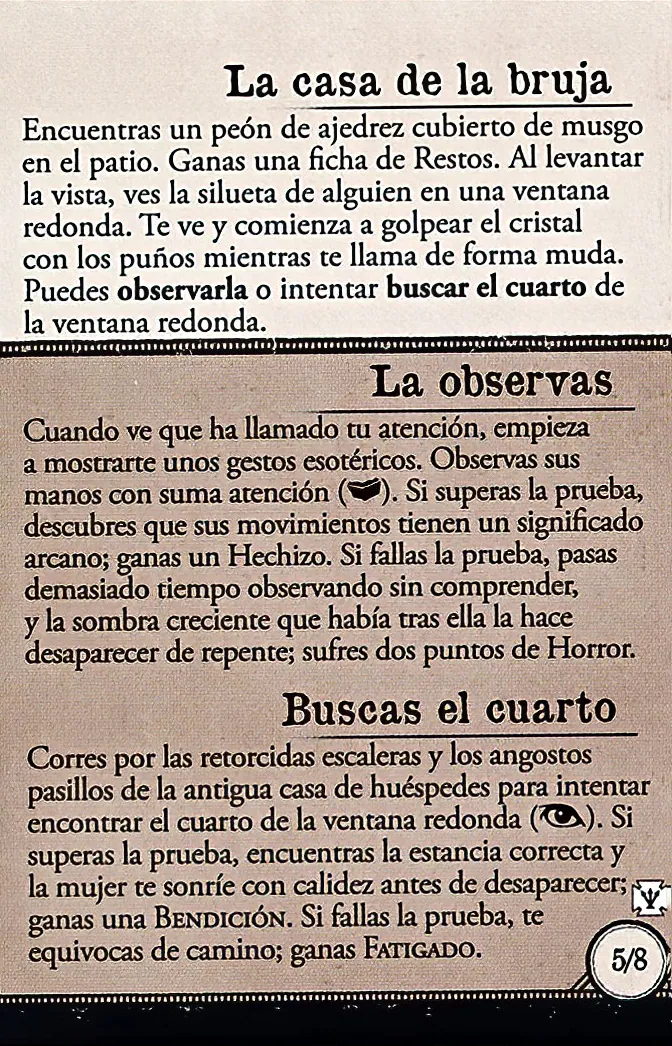 La casa de la bruja
Encuentras un peón de ajedrez cubierto de musgo
en el patio. Ganas una ficha de Restos. Al levantar
la vista, ves la silueta de alguien en una ventana
redonda. Te ve y comienza a golpear el cristal
con los puños mientras te llama de forma muda.
Puedes observarla o intentar buscar el cuarto de
la ventana redonda.
La observas
Cuando ve que ha llamado tu atención, empieza
a mostrarte unos gestos esotéricos. Observas sus
manos con suma atención (). Si superas la prueba,
descubres que sus movimientos tienen un significado
arcano; ganas un Hechizo. Si fallas la prueba, pasas
demasiado tiempo observando sin comprender,
y la sombra creciente que había tras ella la hace
desaparecer de repente; sufres dos puntos de Horror.
Buscas el cuarto
Corres por las retorcidas escaleras y los angostos
pasillos de la antigua casa de huéspedes para intentar
encontrar el cuarto de la ventana redonda (). Si
superas la prueba, encuentras la estancia correcta y
la mujer te sonríe con calidez antes de desaparecer;
ganas una BENDICIÓN. Si fallas la prueba, te
equivocas de camino; ganas FATIGADO.
5/8